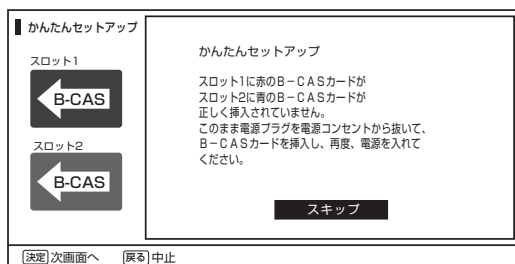 かんたんセットアップ
スロット1
B-CAS
スロット2
B-CAS
かんたんセットアップ
スロット1に赤のB－CASカードが
スロット2に青のB－CASカードが
正しく挿入されていません。
このまま電源プラグを電源コンセントから抜いて、
B－CASカードを挿入し、再度、電源を入れて
ください。
スキップ
決定 次画面へ 戻る 中止